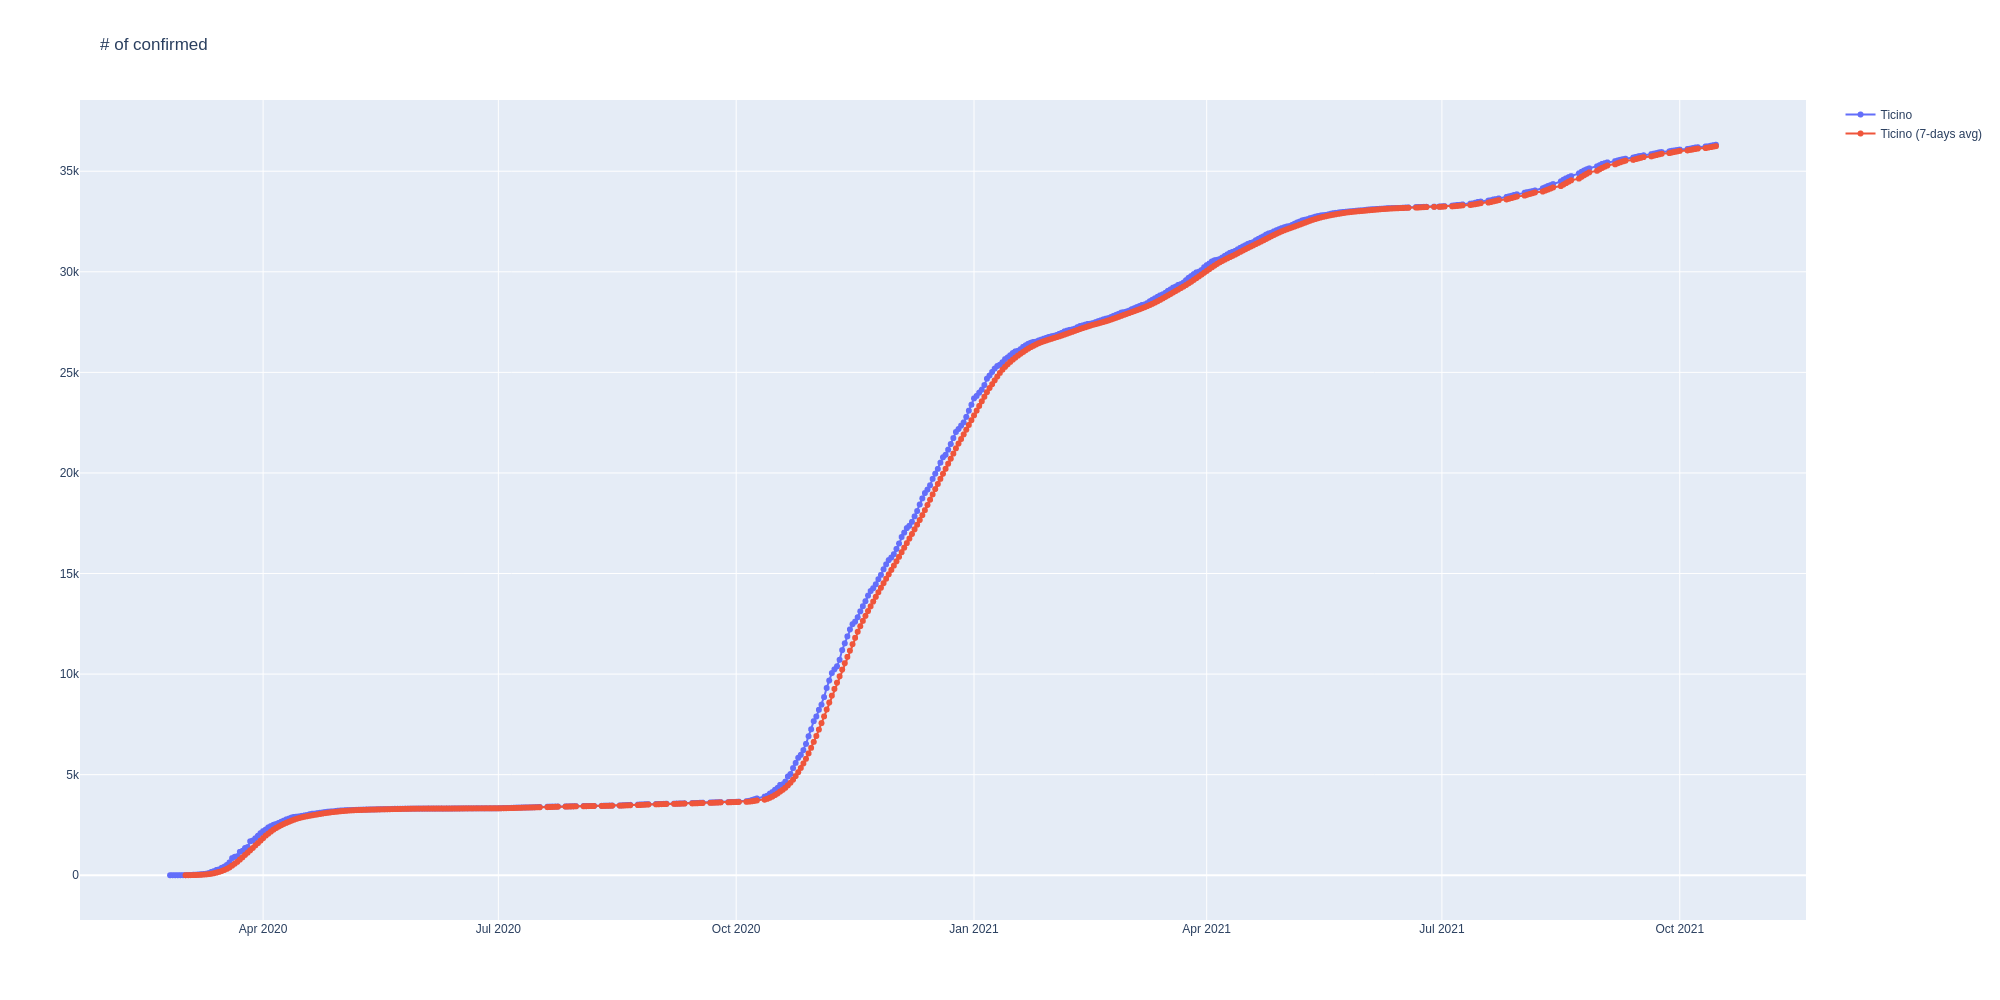 # of confirmed
Ticino
Ticino (7-days avg)
35k
30k
25k
20k
15k
10k
5k
0
Apr 2020
Jul 2020
Oct 2020
Jan 2021
Apr 2021
Jul 2021
Oct 2021